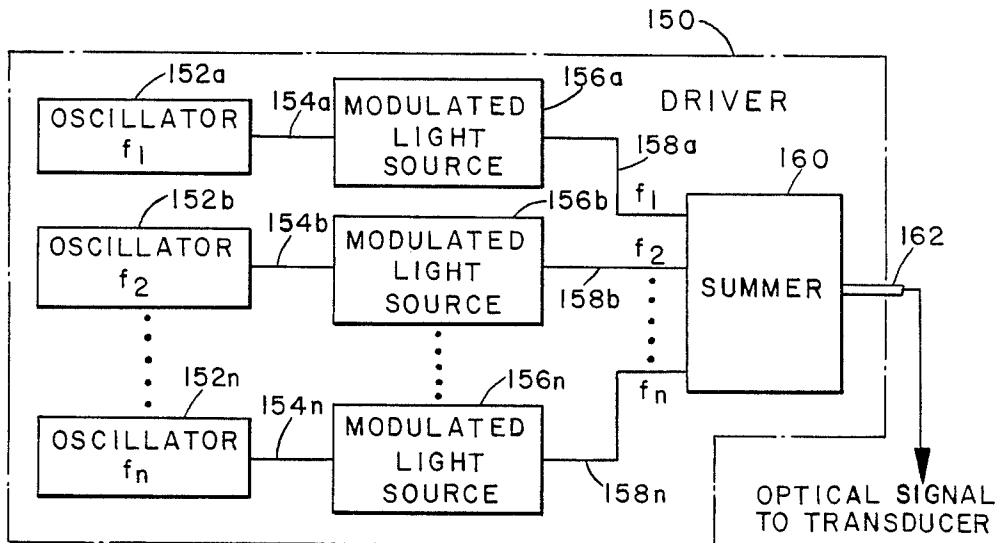 150
152a
OSCILLATOR
f1
154a
MODULATED
LIGHT
SOURCE
156a
DRIVER
158a
f1
160
152b
OSCILLATOR
f2
154b
MODULATED
LIGHT
SOURCE
156b
f2
158b
SUMMER
162
152n
OSCILLATOR
fn
154n
MODULATED
LIGHT
SOURCE
156n
fn
158n
OPTICAL SIGNAL
TO TRANSDUCER